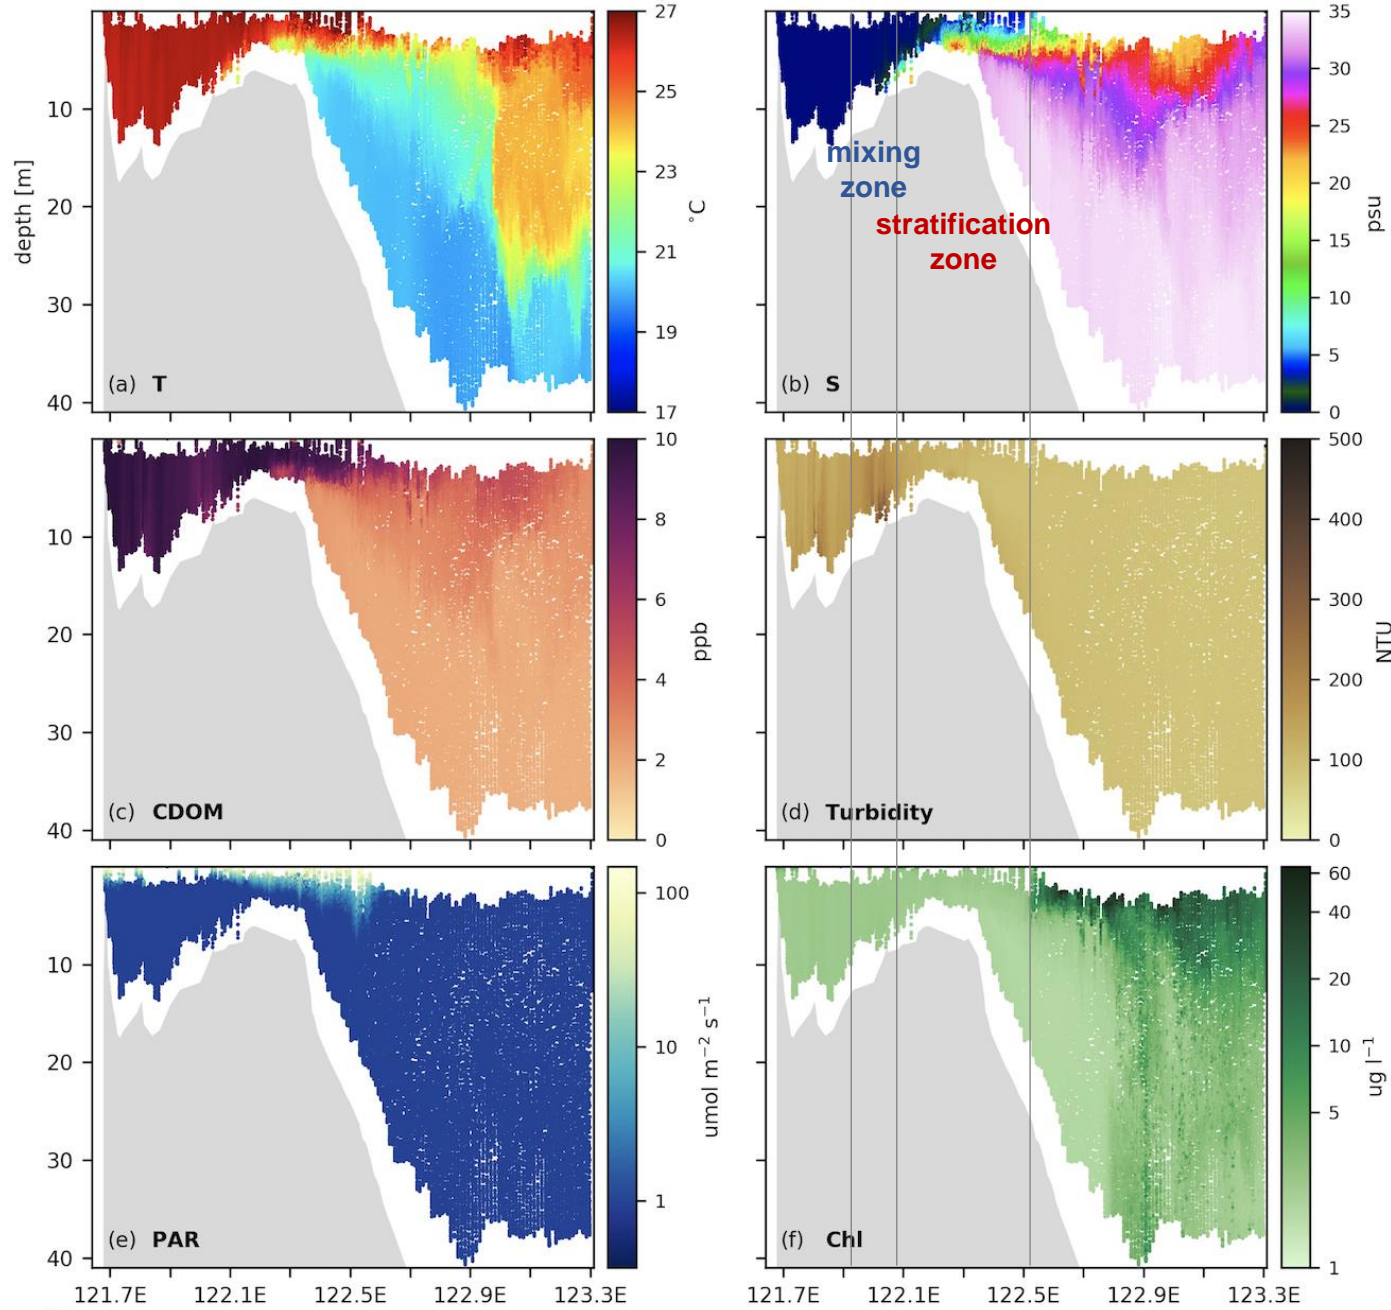 27
25
23
21
19
17
°C
10
20
30
40
depth [m]
(a) T
35
30
25
20
15
10
5
0
psu
mixing
zone
stratification
zone
(b) S
10
8
6
4
2
0
ppb
10
20
30
40
(c) CDOM
500
400
300
200
100
0
NTU
(d) Turbidity
100
10
1
umol m⁻² s⁻¹
10
20
30
40
(e) PAR
60
40
20
10
5
1
ug l⁻¹
(f) Chl
121.7E 122.1E 122.5E 122.9E 123.3E
121.7E 122.1E 122.5E 122.9E 123.3E